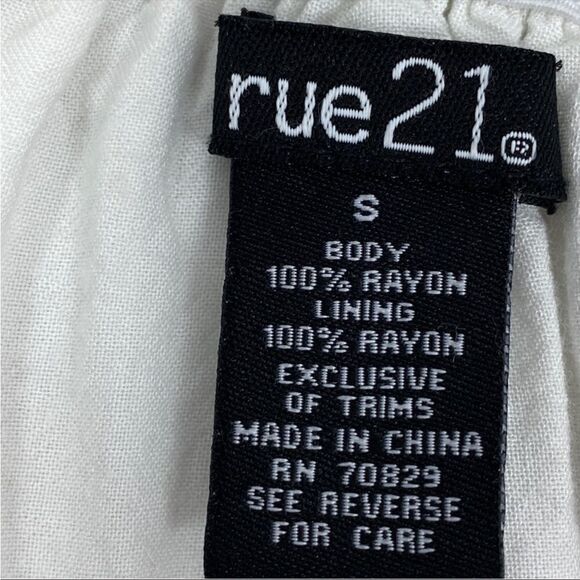 rue21®
S
BODY
100% RAYON
LINING
100% RAYON
EXCLUSIVE
OF TRIMS
MADE IN CHINA
RN 70829
SEE REVERSE
FOR CARE